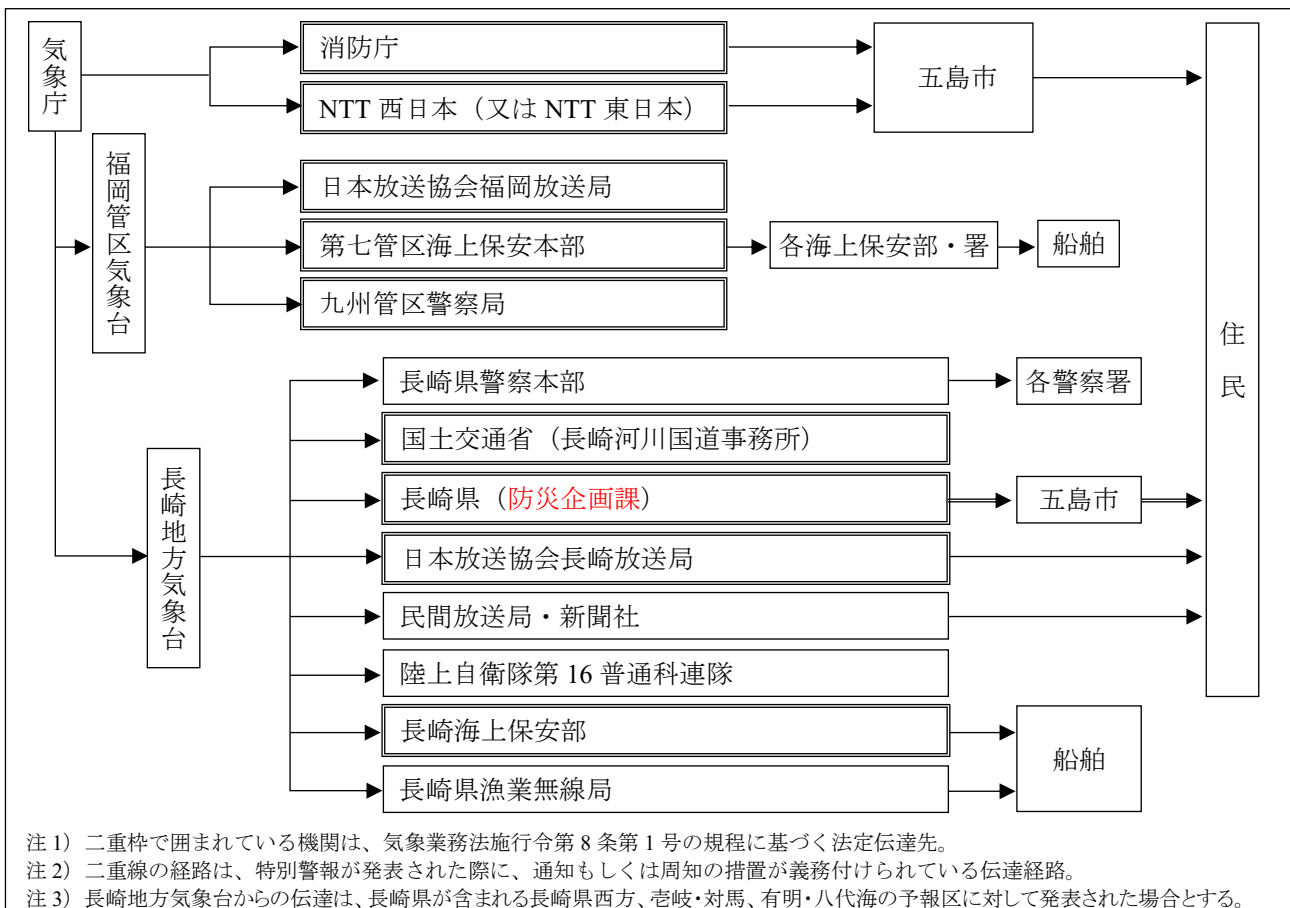 気象庁
消防庁
NTT 西日本（又は NTT 東日本）
五島市
福岡管区気象台
日本放送協会福岡放送局
第七管区海上保安本部
各海上保安部・署
船舶
九州管区警察局
住民
長崎地方気象台
長崎県警察本部
各警察署
国土交通省（長崎河川国道事務所）
長崎県（防災企画課）
五島市
日本放送協会長崎放送局
民間放送局・新聞社
陸上自衛隊第 16 普通科連隊
長崎海上保安部
船舶
長崎県漁業無線局
注 1）二重枠で囲まれている機関は、気象業務法施行令第 8 条第 1 号の規程に基づく法定伝達先。
注 2）二重線の経路は、特別警報が発表された際に、通知もしくは周知の措置が義務付けられている伝達経路。
注 3）長崎地方気象台からの伝達は、長崎県が含まれる長崎県西方、壱岐・対馬、有明・八代海の予報区に対して発表された場合とする。